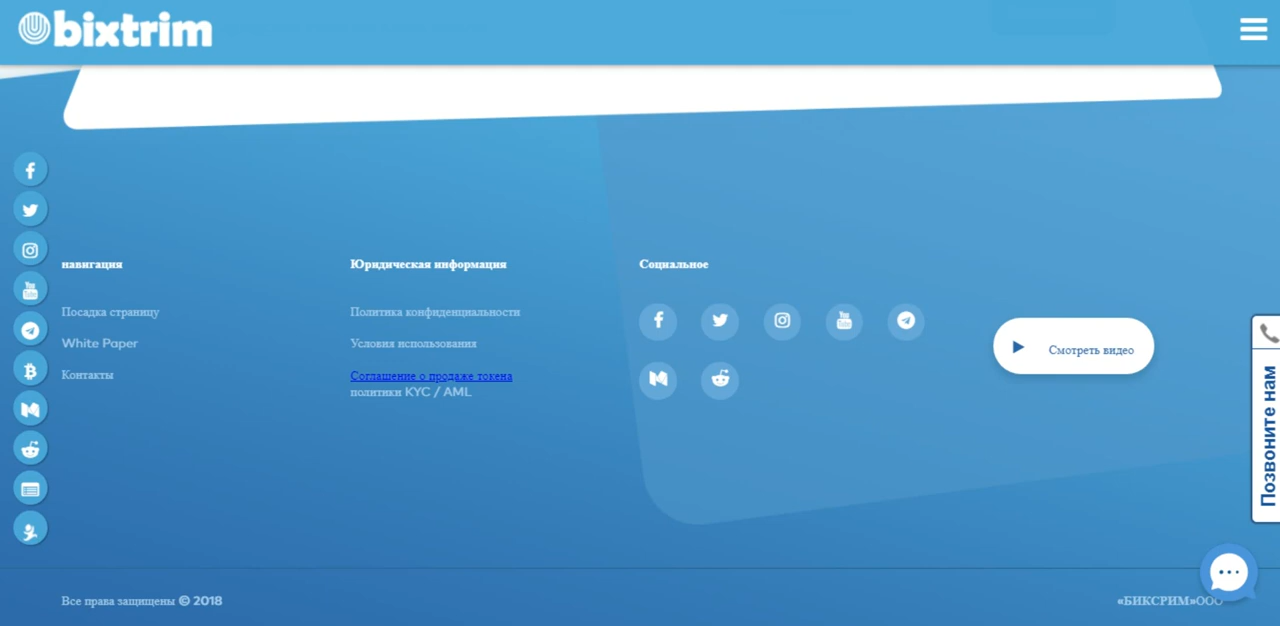 bixtrim
навигация
Посадка страницу
White Paper
Контакты
Юридическая информация
Политика конфиденциальности
Условия использования
Соглашение о продаже токена
политики KYC / AML
Социальное
Смотреть видео
Позвоните нам
Все права защищены © 2018
«БИКСРИМ»ООО